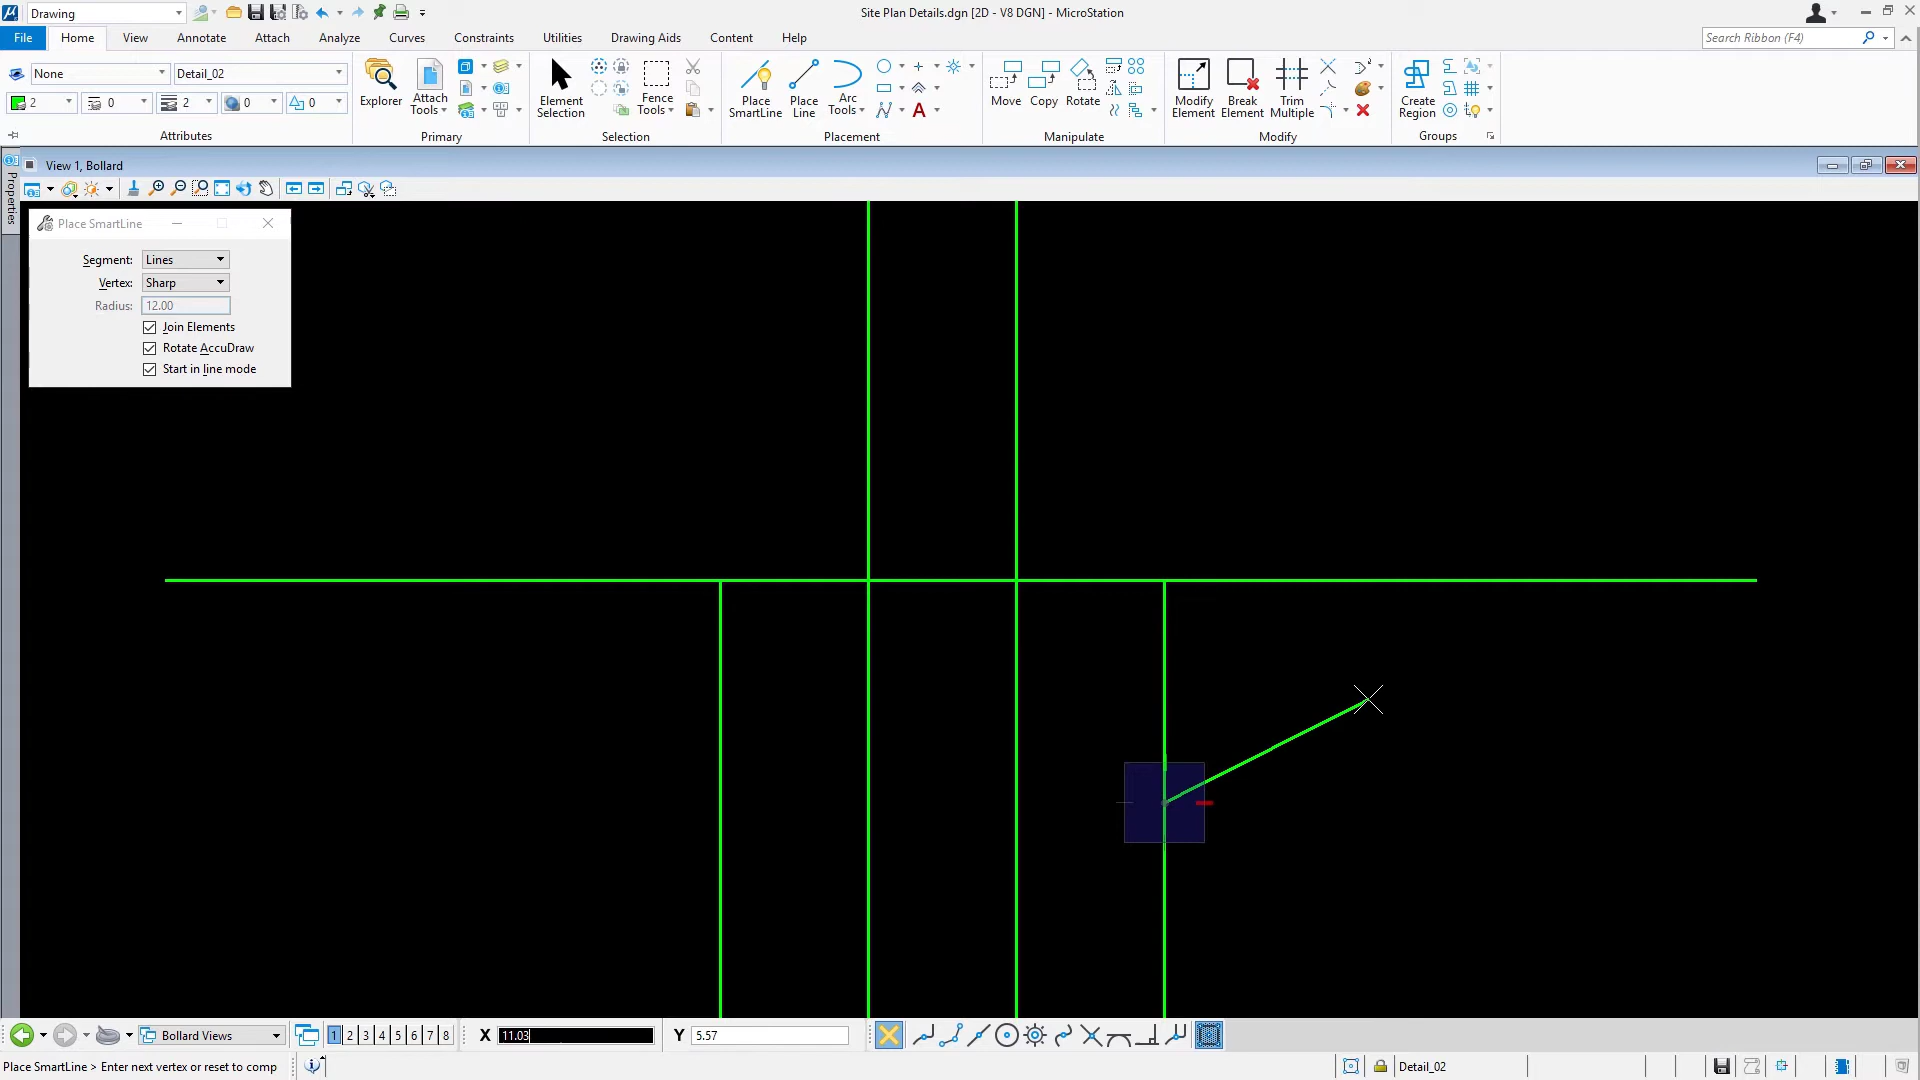 Drawing
Site Plan Details.dgn [2D - V8 DGN] - MicroStation
File
Home
View
Annotate
Attach
Analyze
Curves
Constraints
Utilities
Drawing Aids
Content
Help
Search Ribbon (F4)
None
Detail_02
2
0
2
0
0
Attributes
Explorer
Attach
Tools
Primary
Element
Selection
Fence
Tools
Selection
Place
SmartLine
Place
Line
Arc
Tools
A
Placement
Move
Copy
Rotate
Manipulate
Modify
Element
Break
Element
Trim
Multiple
Modify
Create
Region
Groups
Properties
View 1, Bollard
Place SmartLine
Segment:
Lines
Vertex:
Sharp
Radius:
12.00
Join Elements
Rotate AccuDraw
Start in line mode
Bollard Views
1
2
3
4
5
6
7
8
X
11.03
Y
5.57
Place SmartLine > Enter next vertex or reset to comp
Detail_02